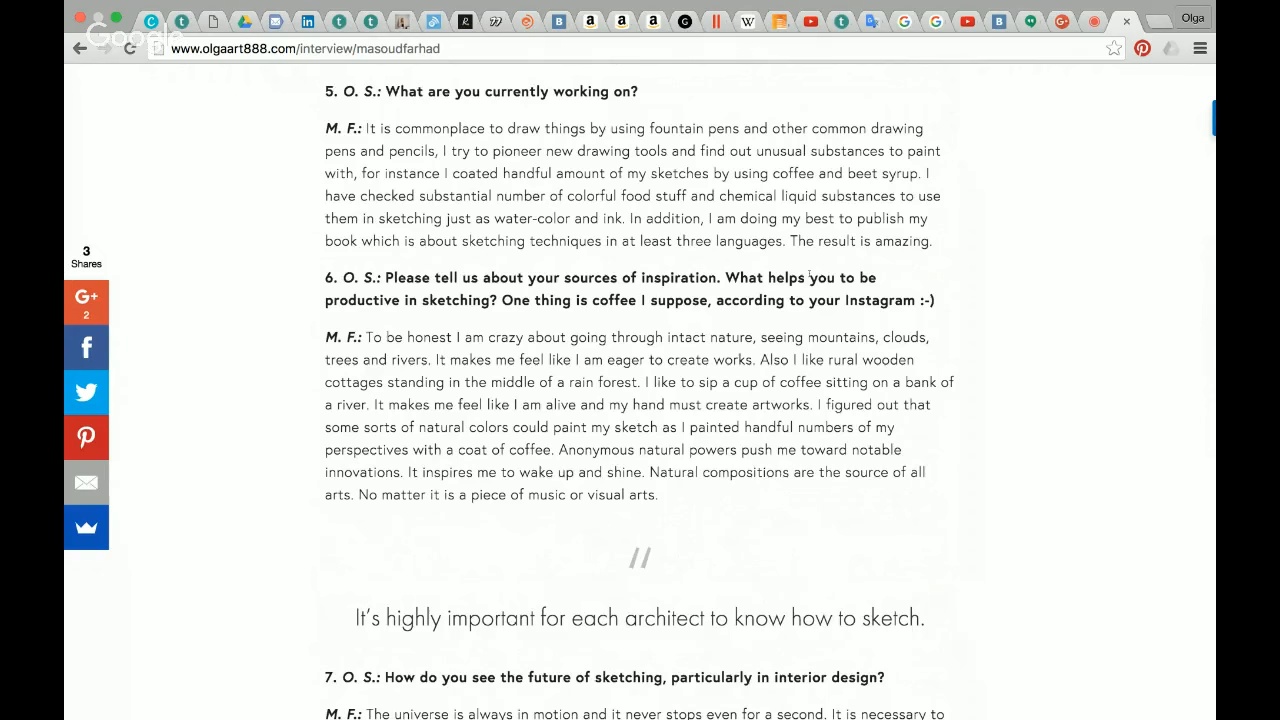 Olga
Google
www.olgaart888.com/interview/masoudfarhad
5. O. S.: What are you currently working on?
M. F.: It is commonplace to draw things by using fountain pens and other common drawing
pens and pencils, I try to pioneer new drawing tools and find out unusual substances to paint
with, for instance I coated handful amount of my sketches by using coffee and beet syrup. I
have checked substantial number of colorful food stuff and chemical liquid substances to use
them in sketching just as water-color and ink. In addition, I am doing my best to publish my
book which is about sketching techniques in at least three languages. The result is amazing.
3
Shares
G+
2
6. O. S.: Please tell us about your sources of inspiration. What helps you to be
productive in sketching? One thing is coffee I suppose, according to your Instagram :-)
M. F.: To be honest I am crazy about going through intact nature, seeing mountains, clouds,
trees and rivers. It makes me feel like I am eager to create works. Also I like rural wooden
cottages standing in the middle of a rain forest. I like to sip a cup of coffee sitting on a bank of
a river. It makes me feel like I am alive and my hand must create artworks. I figured out that
some sorts of natural colors could paint my sketch as I painted handful numbers of my
perspectives with a coat of coffee. Anonymous natural powers push me toward notable
innovations. It inspires me to wake up and shine. Natural compositions are the source of all
arts. No matter it is a piece of music or visual arts.
It's highly important for each architect to know how to sketch.
7. O. S.: How do you see the future of sketching, particularly in interior design?
M. F.: The universe is always in motion and it never stops even for a second. It is necessary to